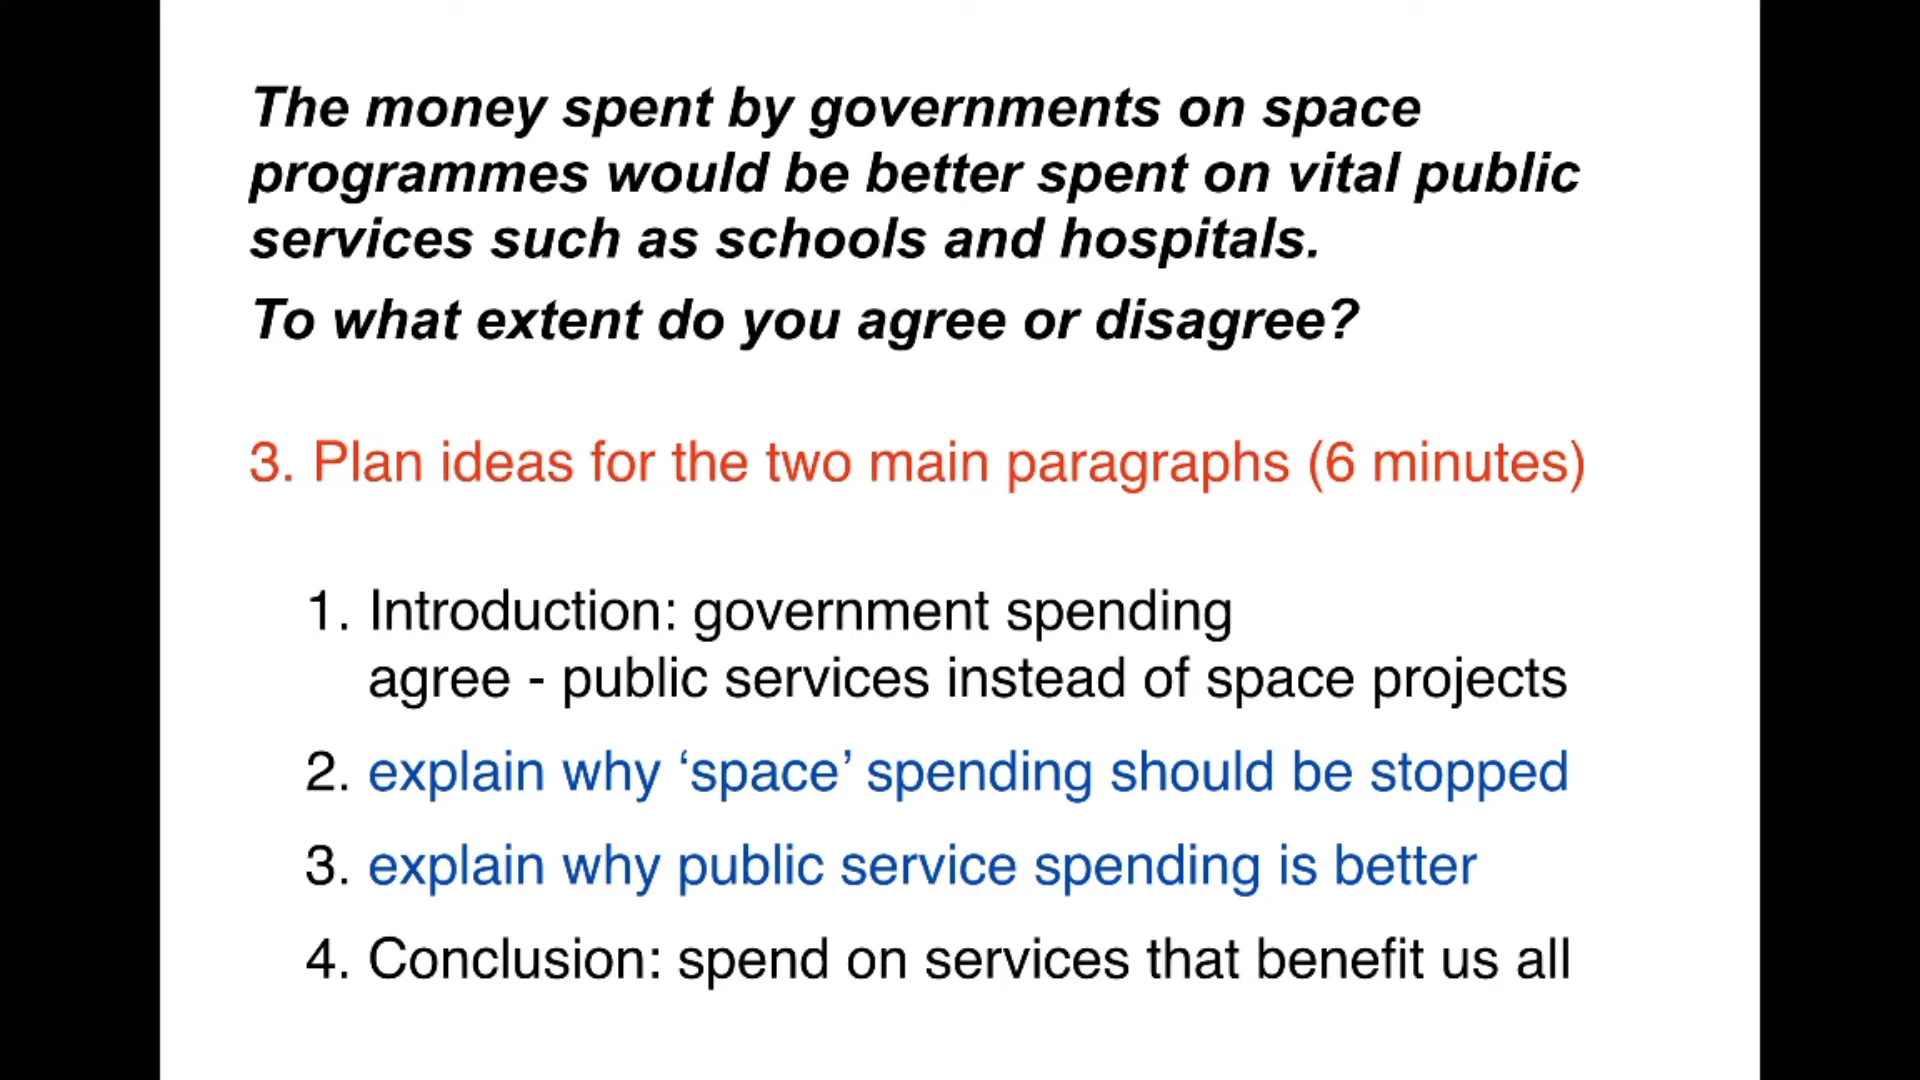 The money spent by governments on space
programmes would be better spent on vital public
services such as schools and hospitals.
To what extent do you agree or disagree?
3. Plan ideas for the two main paragraphs (6 minutes)
1. Introduction: government spending
agree - public services instead of space projects
2. explain why ‘space’ spending should be stopped
3. explain why public service spending is better
4. Conclusion: spend on services that benefit us all